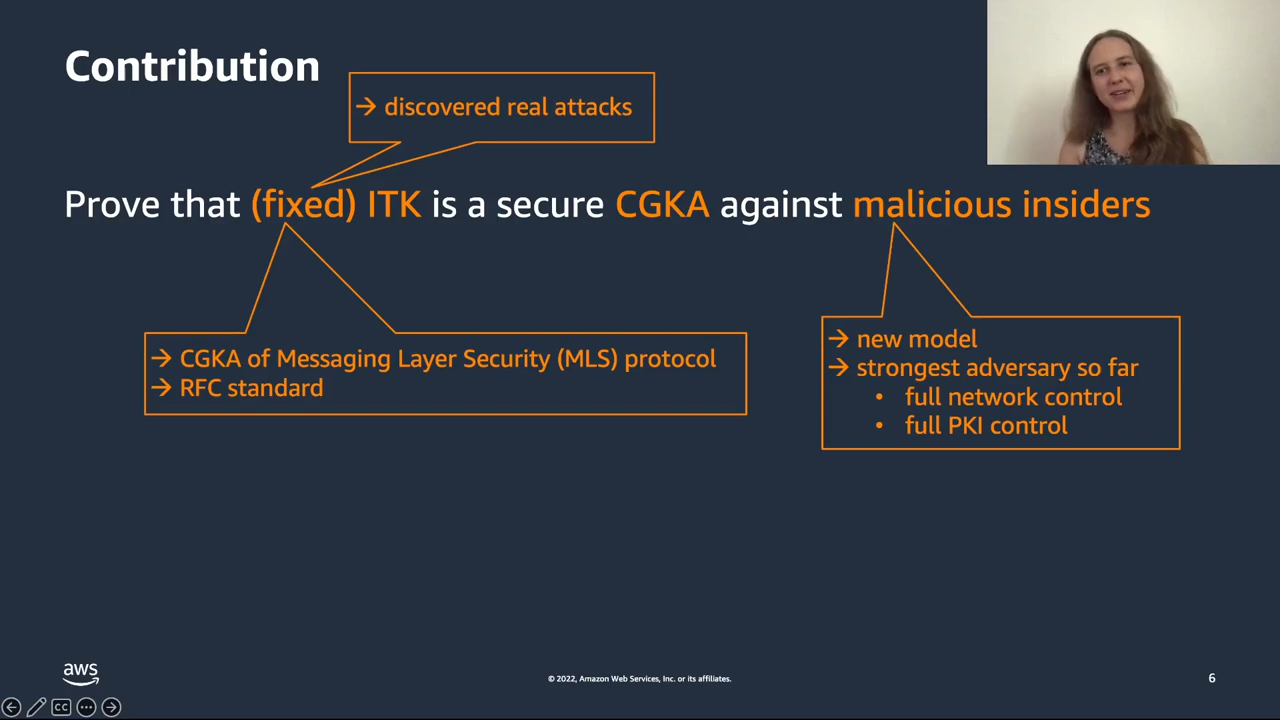 Contribution
→ discovered real attacks
Prove that (fixed) ITK is a secure CGKA against malicious insiders
→ CGKA of Messaging Layer Security (MLS) protocol
→ RFC standard
→ new model
→ strongest adversary so far
• full network control
• full PKI control
aws
© 2022, Amazon Web Services, Inc. or its affiliates.
6
CC